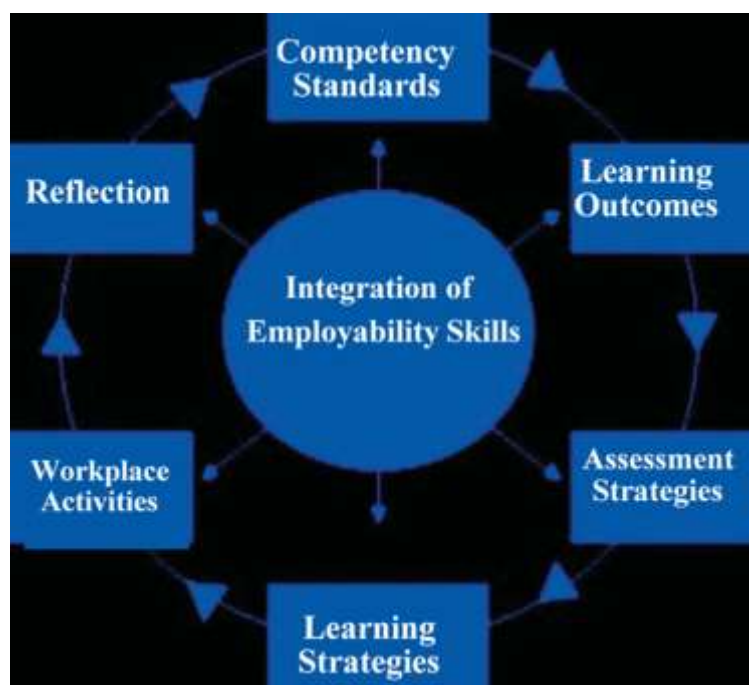 Competency
Standards
Reflection
Learning
Outcomes
Integration of
Employability Skills
Workplace
Activities
Assessment
Strategies
Learning
Strategies